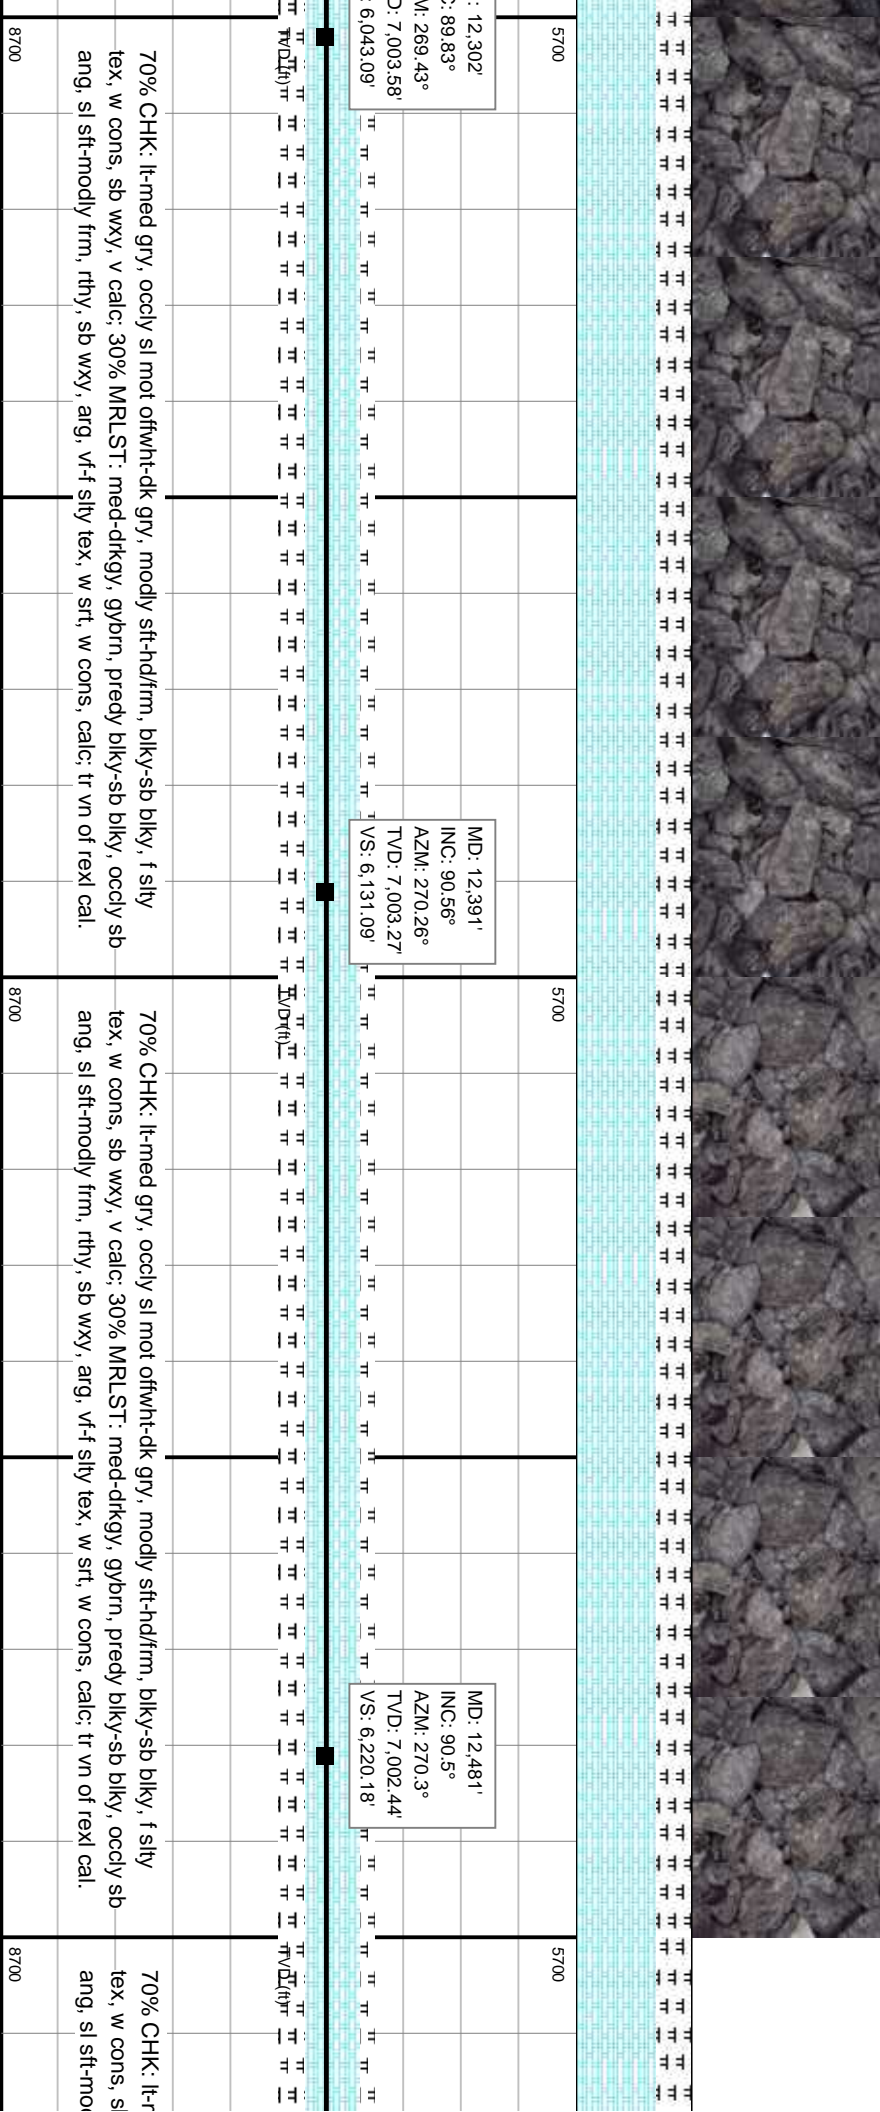 : 12,302'
C: 89.83°
M: 269.43°
D: 7,003.58'
: 6,043.09'
5700
TVD (ft)
8700
70% CHK: lt-med gry, occly sl mot offwht-dk gry, modly sft-hd/frm, blky-sb blky, f slty
tex, w cons, sb wxy, v calc; 30% MRLST: med-drkgy, gybrn, predy blky-sb blky, occly sb
ang, sl sft-modly frm, rthy, sb wxy, arg, vf-f slty tex, w srt, w cons, calc; tr vn of rexl cal.
MD: 12,391'
INC: 90.56°
AZM: 270.26°
TVD: 7,003.27'
VS: 6,131.09'
5700
TVD (ft)
8700
70% CHK: lt-med gry, occly sl mot offwht-dk gry, modly sft-hd/frm, blky-sb blky, f slty
tex, w cons, sb wxy, v calc; 30% MRLST: med-drkgy, gybrn, predy blky-sb blky, occly sb
ang, sl sft-modly frm, rthy, sb wxy, arg, vf-f slty tex, w srt, w cons, calc; tr vn of rexl cal.
MD: 12,481'
INC: 90.5°
AZM: 270.3°
TVD: 7,002.44'
VS: 6,220.18'
5700
TVD (ft)
8700
70% CHK: lt-
tex, w cons,
ang, sl sft-